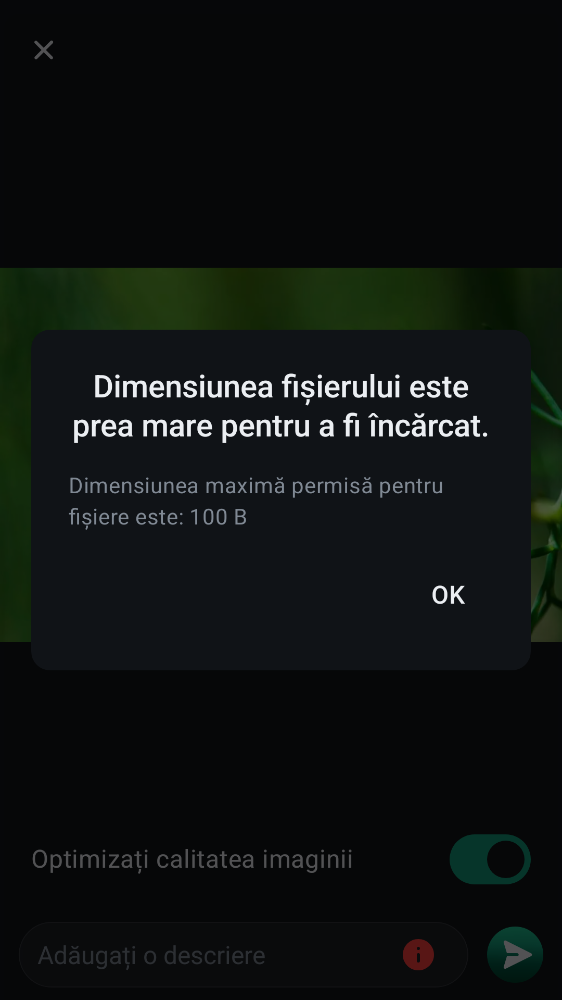 Dimensiunea fișierului este
prea mare pentru a fi încărcat.
Dimensiunea maximă permisă pentru
fișiere este: 100 B
OK
Optimizați calitatea imaginii
Adăugați o descriere